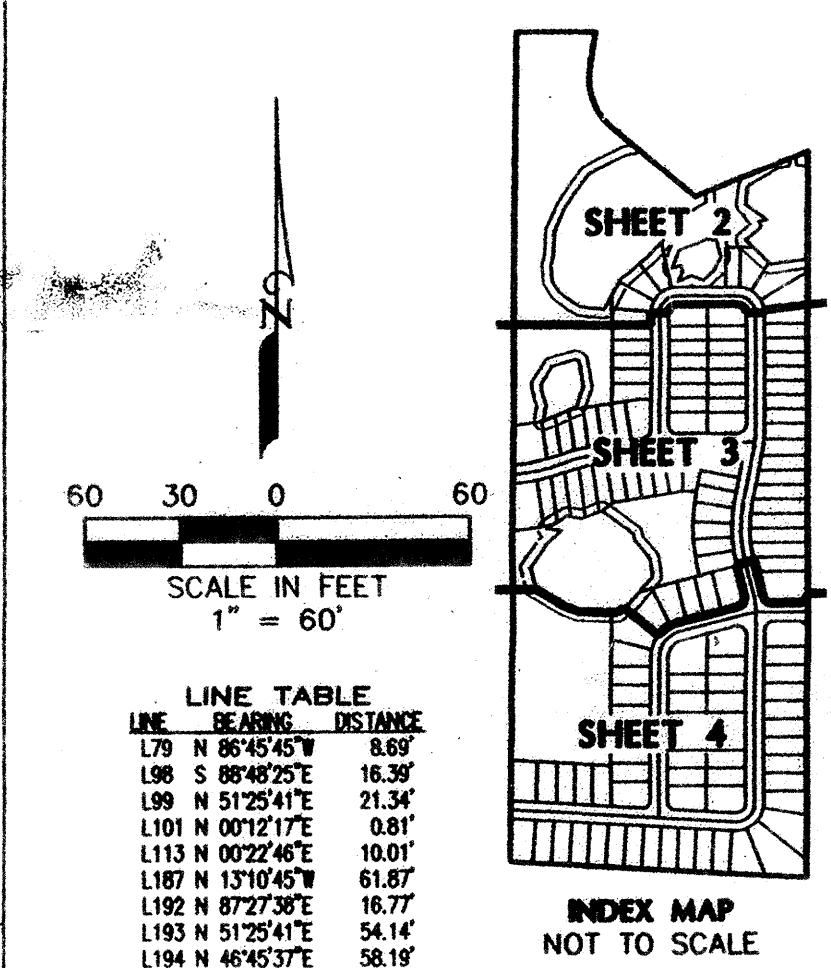 N
60 30 0 60
SCALE IN FEET
1" = 60'
LINE TABLE
LINE BEARING DISTANCE
L79 N 86°45'45"W 8.69'
L98 S 88°48'25"E 16.39'
L99 N 51°25'41"E 21.34'
L101 N 00°12'17"E 0.81'
L113 N 00°22'46"E 10.01'
L187 N 13°10'45"W 61.87'
L192 N 87°27'38"E 16.77'
L193 N 51°25'41"E 54.14'
L194 N 46°45'37"E 58.19'
SHEET 2
SHEET 3
SHEET 4
INDEX MAP
NOT TO SCALE